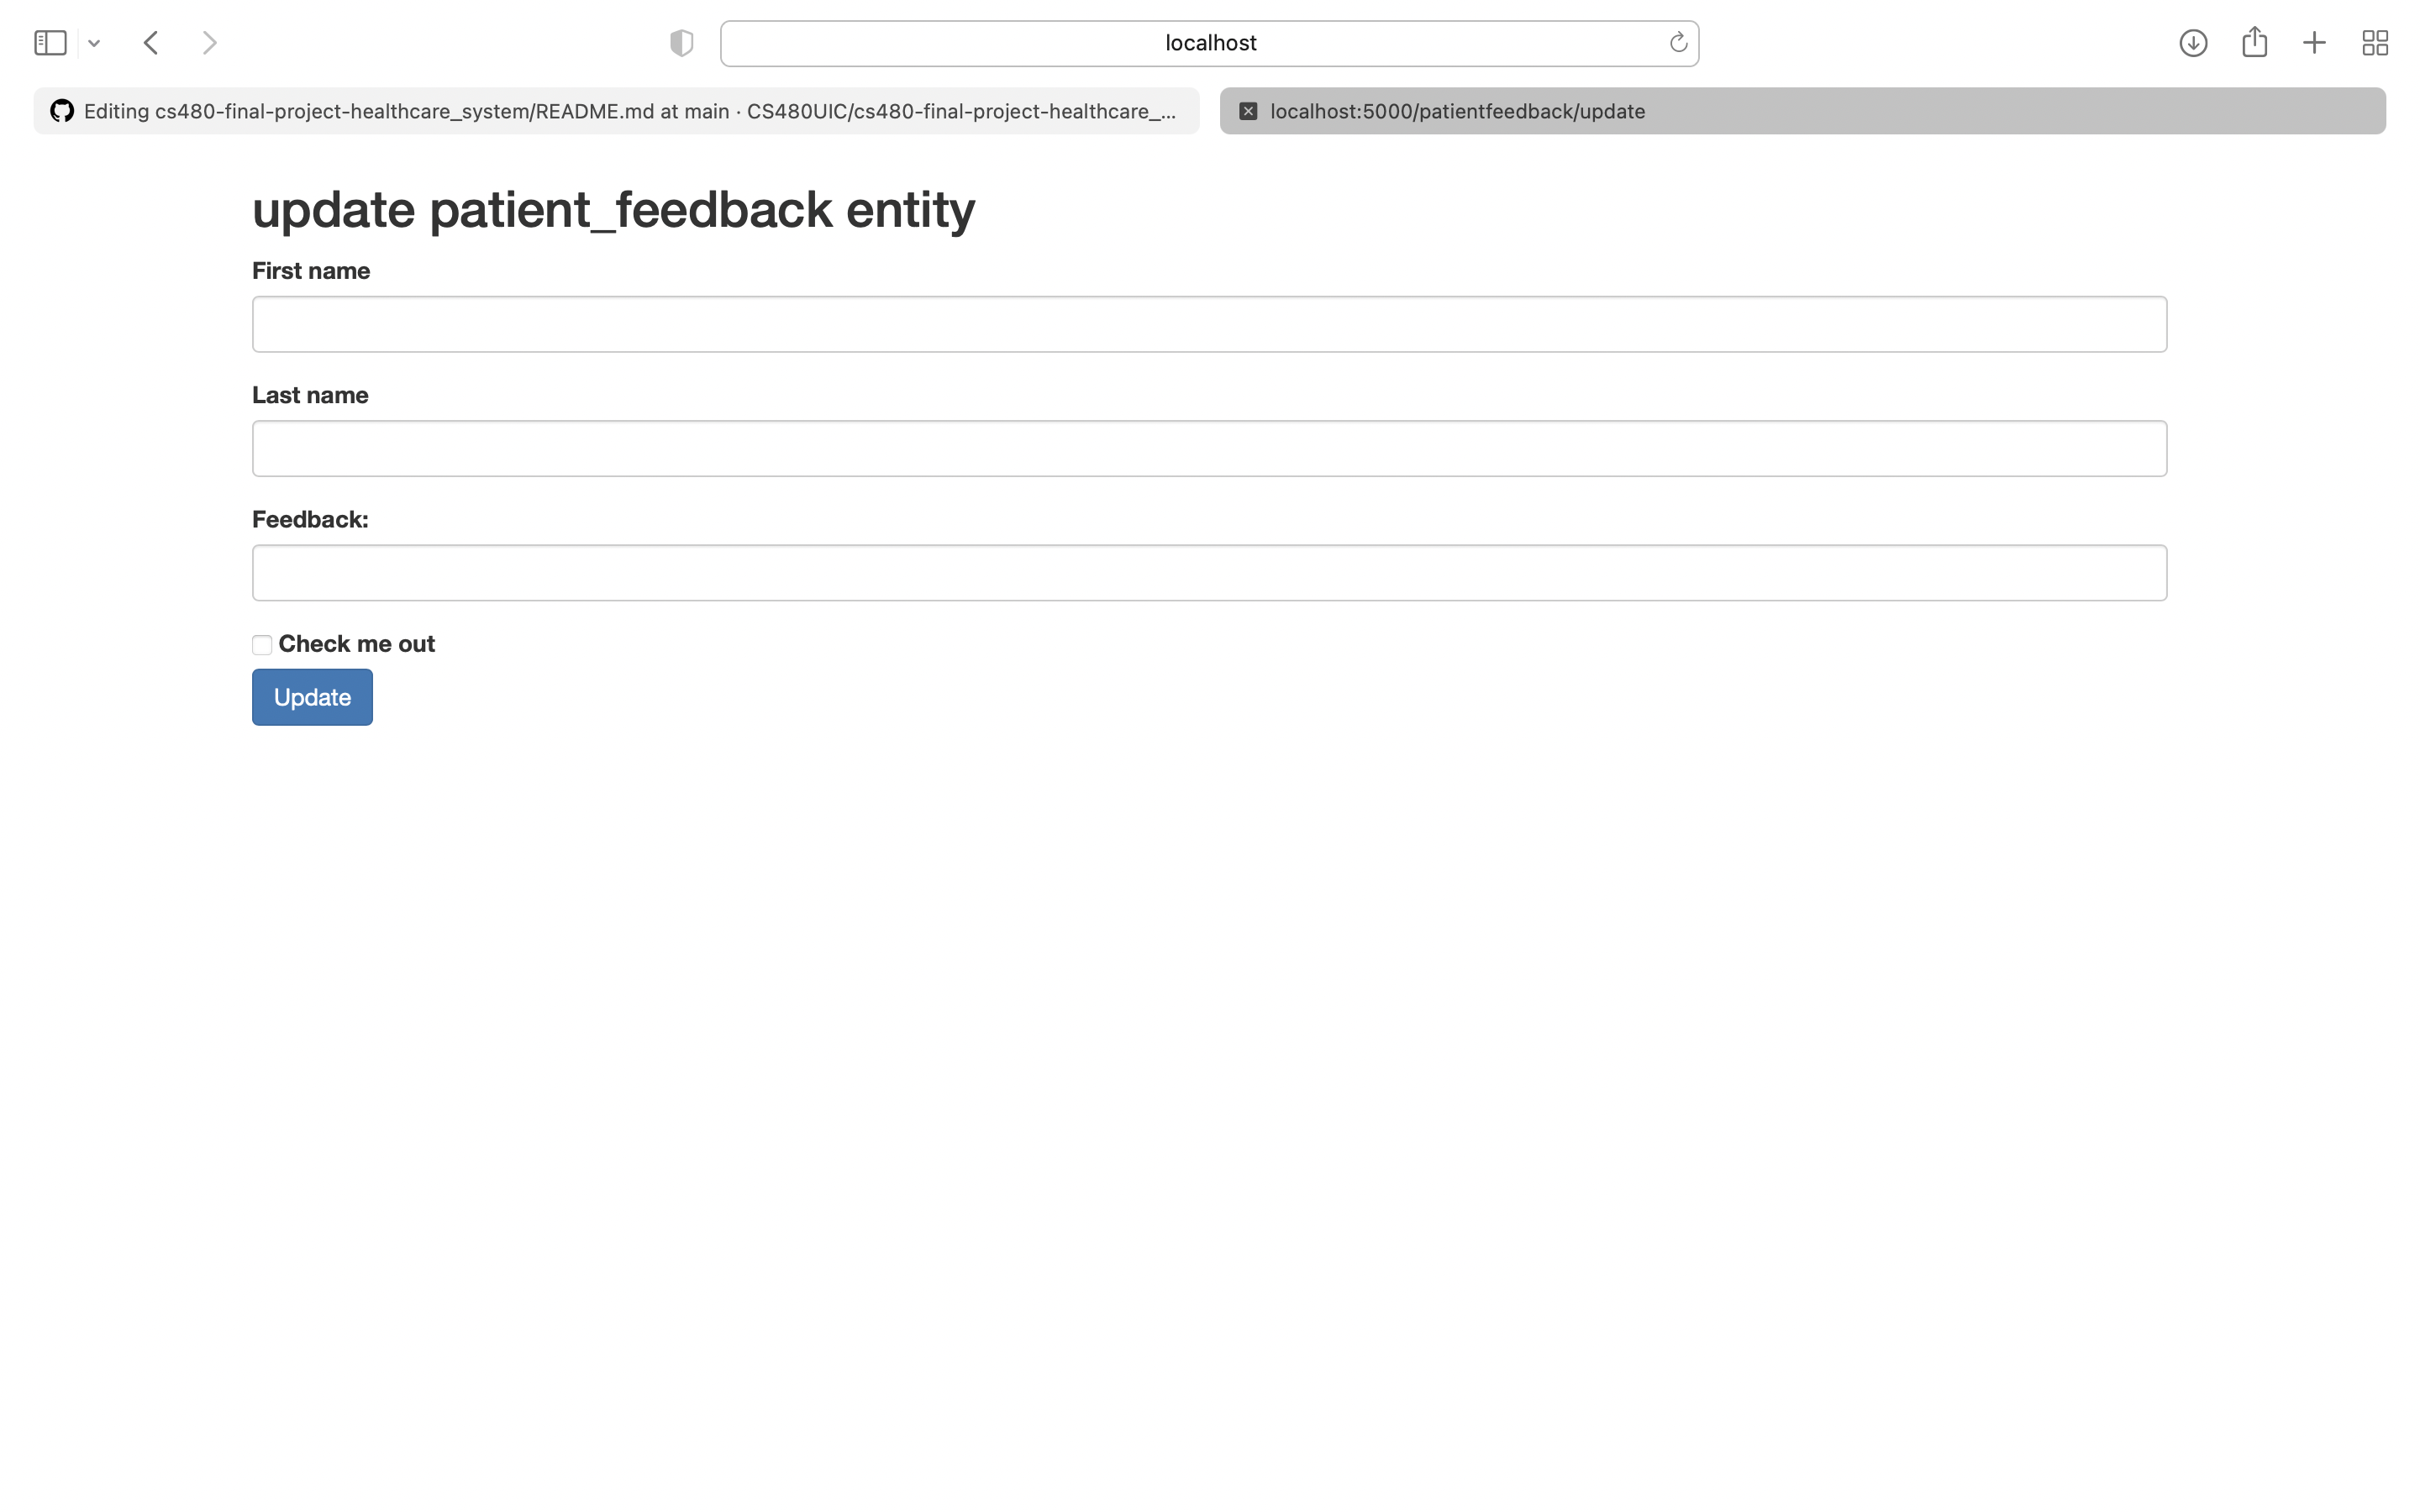 localhost
Editing cs480-final-project-healthcare_system/README.md at main · CS480UIC/cs480-final-project-healthcare_...
localhost:5000/patientfeedback/update
update patient_feedback entity
First name
Last name
Feedback:
Check me out
Update